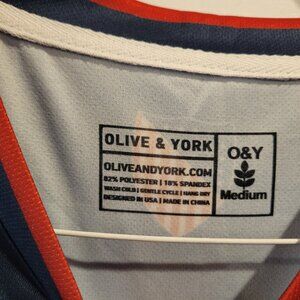 OLIVE & YORK
OLIVEANDYORK.COM
82% POLYESTER | 18% SPANDEX
WASH COLD | GENTLE CYCLE | HANG DRY
DESIGNED IN USA | MADE IN CHINA
O&Y
Medium